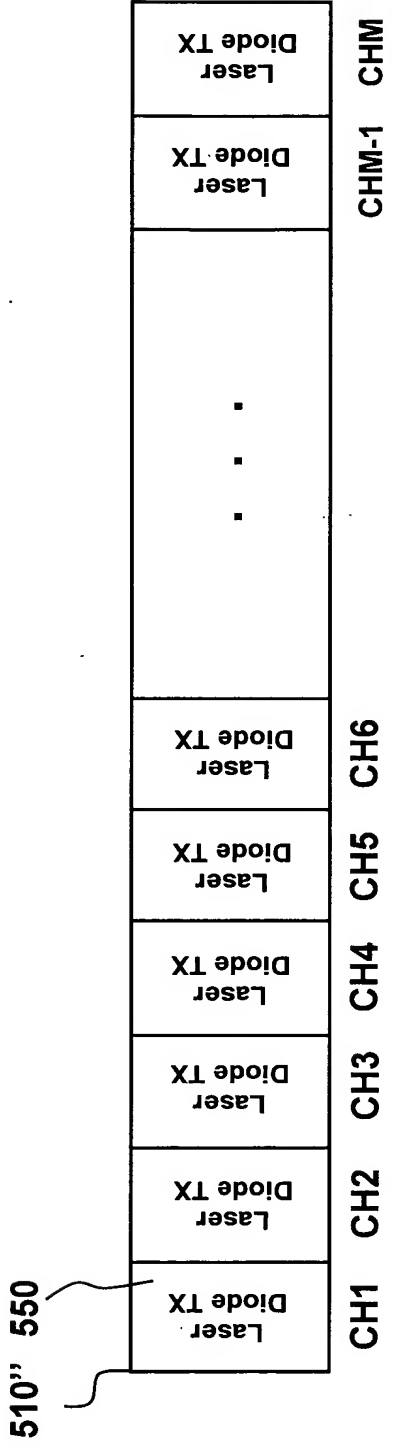 510” 550
Laser
Diode TX
Laser
Diode TX
Laser
Diode TX
Laser
Diode TX
Laser
Diode TX
Laser
Diode TX
. . .
Laser
Diode TX
Laser
Diode TX
CH1 CH2 CH3 CH4 CH5 CH6 CHM-1 CHM